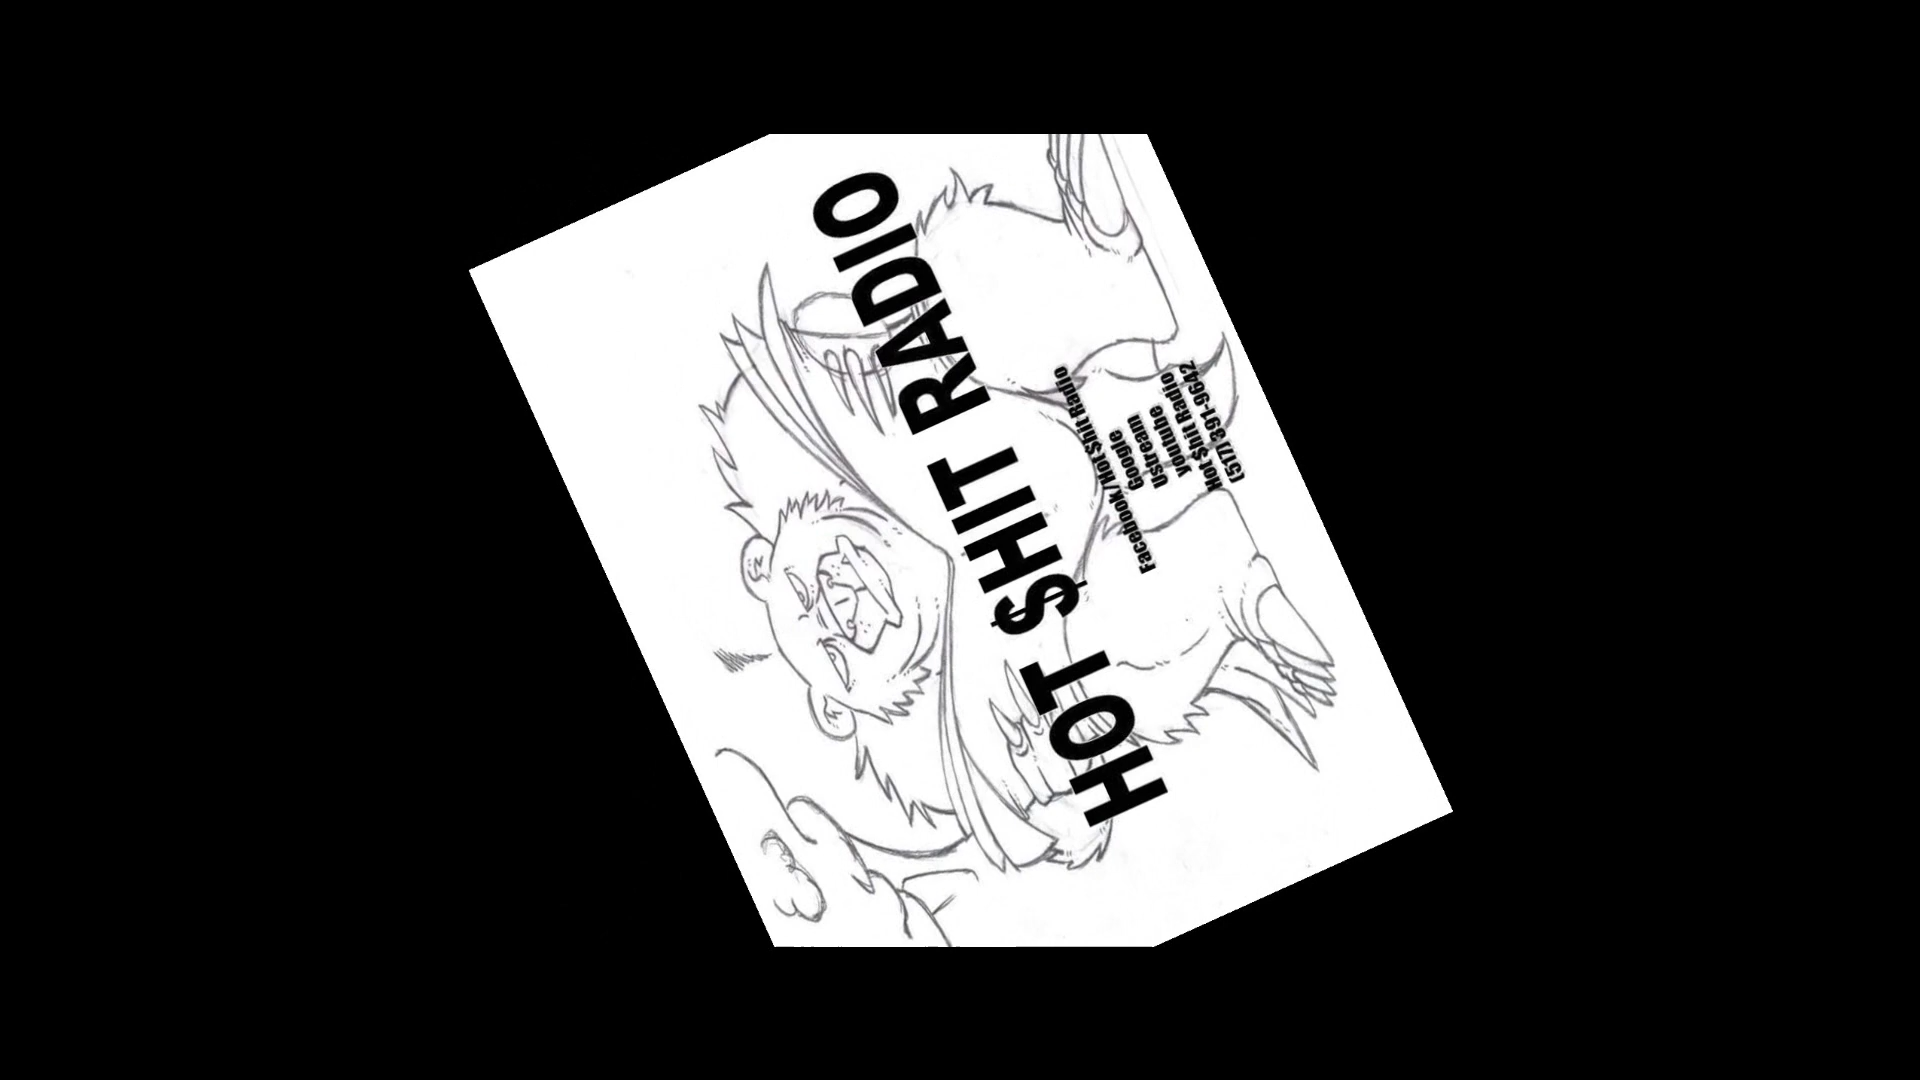 HOT $HIT RADIO
Facebook/Hot $hit Radio
Google
Ustream
youtube
Hot $hit Radio
(517) 391-9642